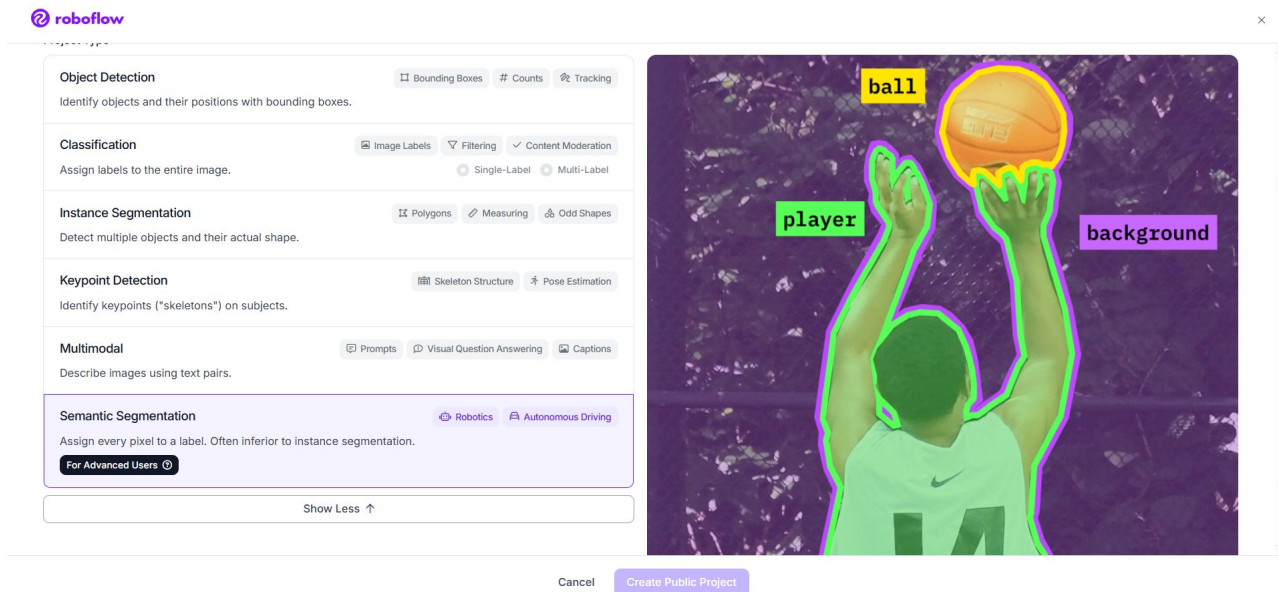 roboflow
Project Type
Object Detection
Bounding Boxes
Counts
Tracking
Identify objects and their positions with bounding boxes.
Classification
Image Labels
Filtering
Content Moderation
Assign labels to the entire image.
Single-Label
Multi-Label
Instance Segmentation
Polygons
Measuring
Odd Shapes
Detect multiple objects and their actual shape.
Keypoint Detection
Skeleton Structure
Pose Estimation
Identify keypoints ("skeletons") on subjects.
Multimodal
Prompts
Visual Question Answering
Captions
Describe images using text pairs.
Semantic Segmentation
Robotics
Autonomous Driving
Assign every pixel to a label. Often inferior to instance segmentation.
For Advanced Users
Show Less
ball
player
background
14
Cancel
Create Public Project